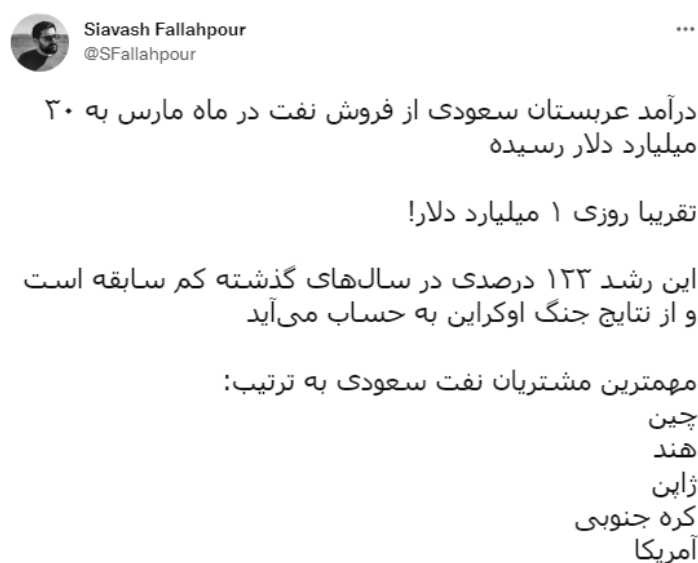 Siavash Fallahpour
@SFallahpour
درآمد عربستان سعودی از فروش نفت در ماه مارس به ۳۰
میلیارد دلار رسیده
تقریبا روزی ۱ میلیارد دلار!
این رشد ۱۲۳ درصدی در سال‌های گذشته کم سابقه است
و از نتایج جنگ اوکراین به حساب می‌آید
مهمترین مشتریان نفت سعودی به ترتیب:
چین
هند
ژاپن
کره جنوبی
آمریکا